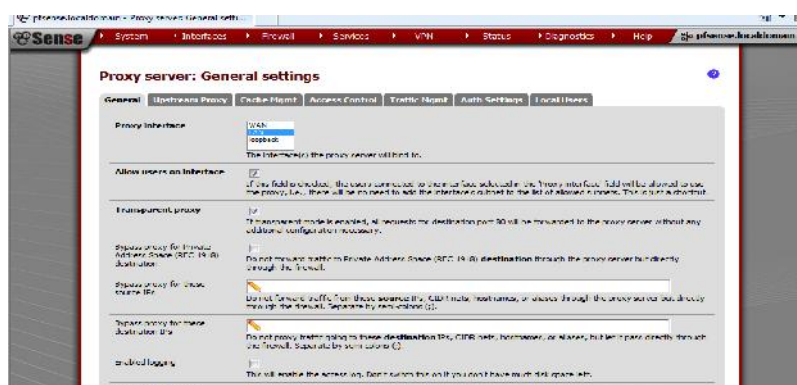 pfsense.localdomain - Proxy server: General setti...
Sense
System Interfaces Firewall Services VPN Status Diagnostics Help pfsense.localdomain
Proxy server: General settings
General Upstream Proxy Cache Mgmt Access Control Traffic Mgmt Auth Settings Local Users
Proxy interface
WAN
LAN
loopback
The interface(s) the proxy server will bind to.
Allow users on interface
If this field is checked, the users connected to the interface selected in the 'Proxy interface' field will be allowed to use
the proxy, i.e., there will be no need to add the interface's subnet to the list of allowed subnets. This is just a shortcut.
Transparent proxy
If transparent mode is enabled, all requests for destination port 80 will be forwarded to the proxy server without any
additional configuration necessary.
Bypass proxy for Private
Address Space (RFC 1918)
destination
Do not forward traffic to Private Address Space (RFC 1918) destination through the proxy server but directly
through the firewall.
Bypass proxy for these
source IPs
Do not forward traffic from these source IPs, CIDR nets, hostnames, or aliases through the proxy server but directly
through the firewall. Separate by semi-colons (;).
Bypass proxy for these
destination IPs
Do not proxy traffic going to these destination IPs, CIDR nets, hostnames, or aliases, but let it pass directly through
the firewall. Separate by semi-colons (;).
Enabled logging
This will enable the access log. Don't switch this on if you don't have much disk space left.